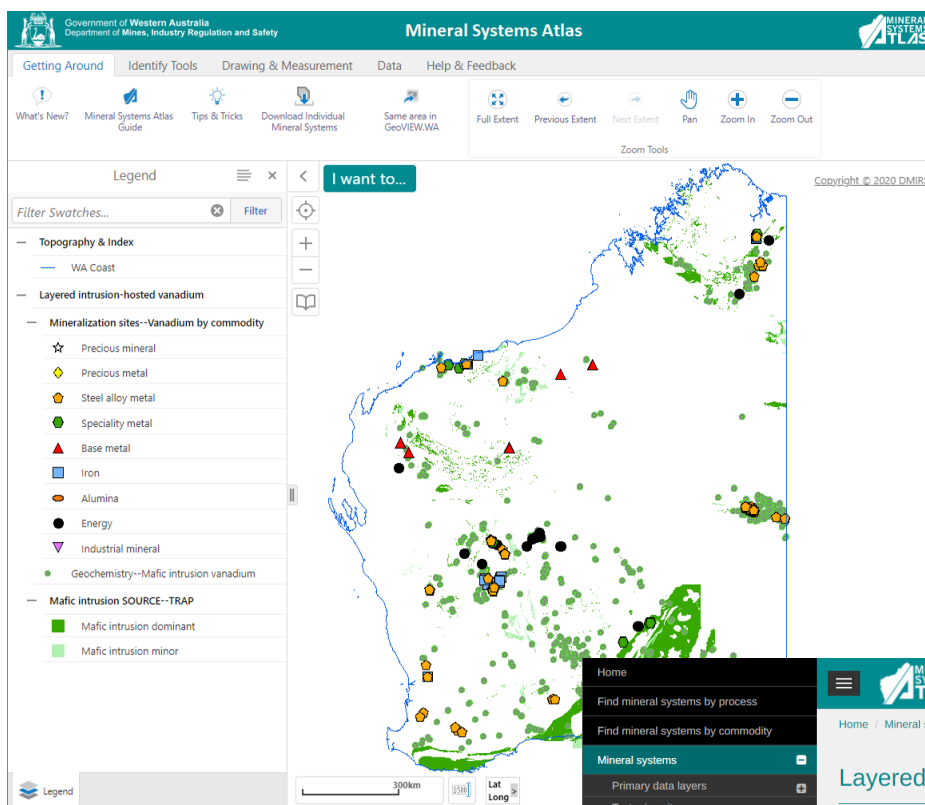 Government of Western Australia
Department of Mines, Industry Regulation and Safety
Mineral Systems Atlas
MINERAL
SYSTEMS
ATLAS
Getting Around
Identify Tools
Drawing & Measurement
Data
Help & Feedback
What's New?
Mineral Systems Atlas
Guide
Tips & Tricks
Download Individual
Mineral Systems
Same area in
GeoVIEW.WA
Full Extent
Previous Extent
Next Extent
Pan
Zoom In
Zoom Out
Zoom Tools
Legend
I want to...
Copyright © 2020 DMIRS
Filter Swatches...
Filter
Topography & Index
WA Coast
Layered intrusion-hosted vanadium
Mineralization sites--Vanadium by commodity
Precious mineral
Precious metal
Steel alloy metal
Speciality metal
Base metal
Iron
Alumina
Energy
Industrial mineral
Geochemistry--Mafic intrusion vanadium
Mafic intrusion SOURCE--TRAP
Mafic intrusion dominant
Mafic intrusion minor
Legend
300km
Lat
Long
>
Home
Find mineral systems by process
Find mineral systems by commodity
Mineral systems
Primary data layers
Home / Mineral s
Layered